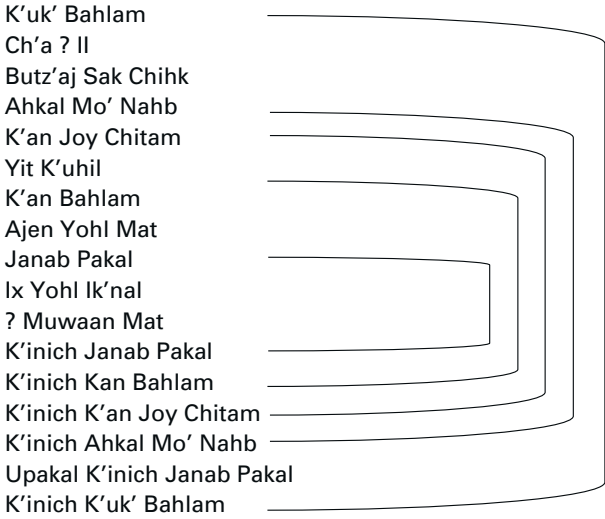 K'uk' Bahlam
Ch'a ? II
Butz'aj Sak Chihk
Ahkal Mo' Nahb
K'an Joy Chitam
Yit K'uhil
K'an Bahlam
Ajen Yohl Mat
Janab Pakal
Ix Yohl Ik'nal
? Muwaan Mat
K'inich Janab Pakal
K'inich Kan Bahlam
K'inich K'an Joy Chitam
K'inich Ahkal Mo' Nahb
Upakal K'inich Janab Pakal
K'inich K'uk' Bahlam